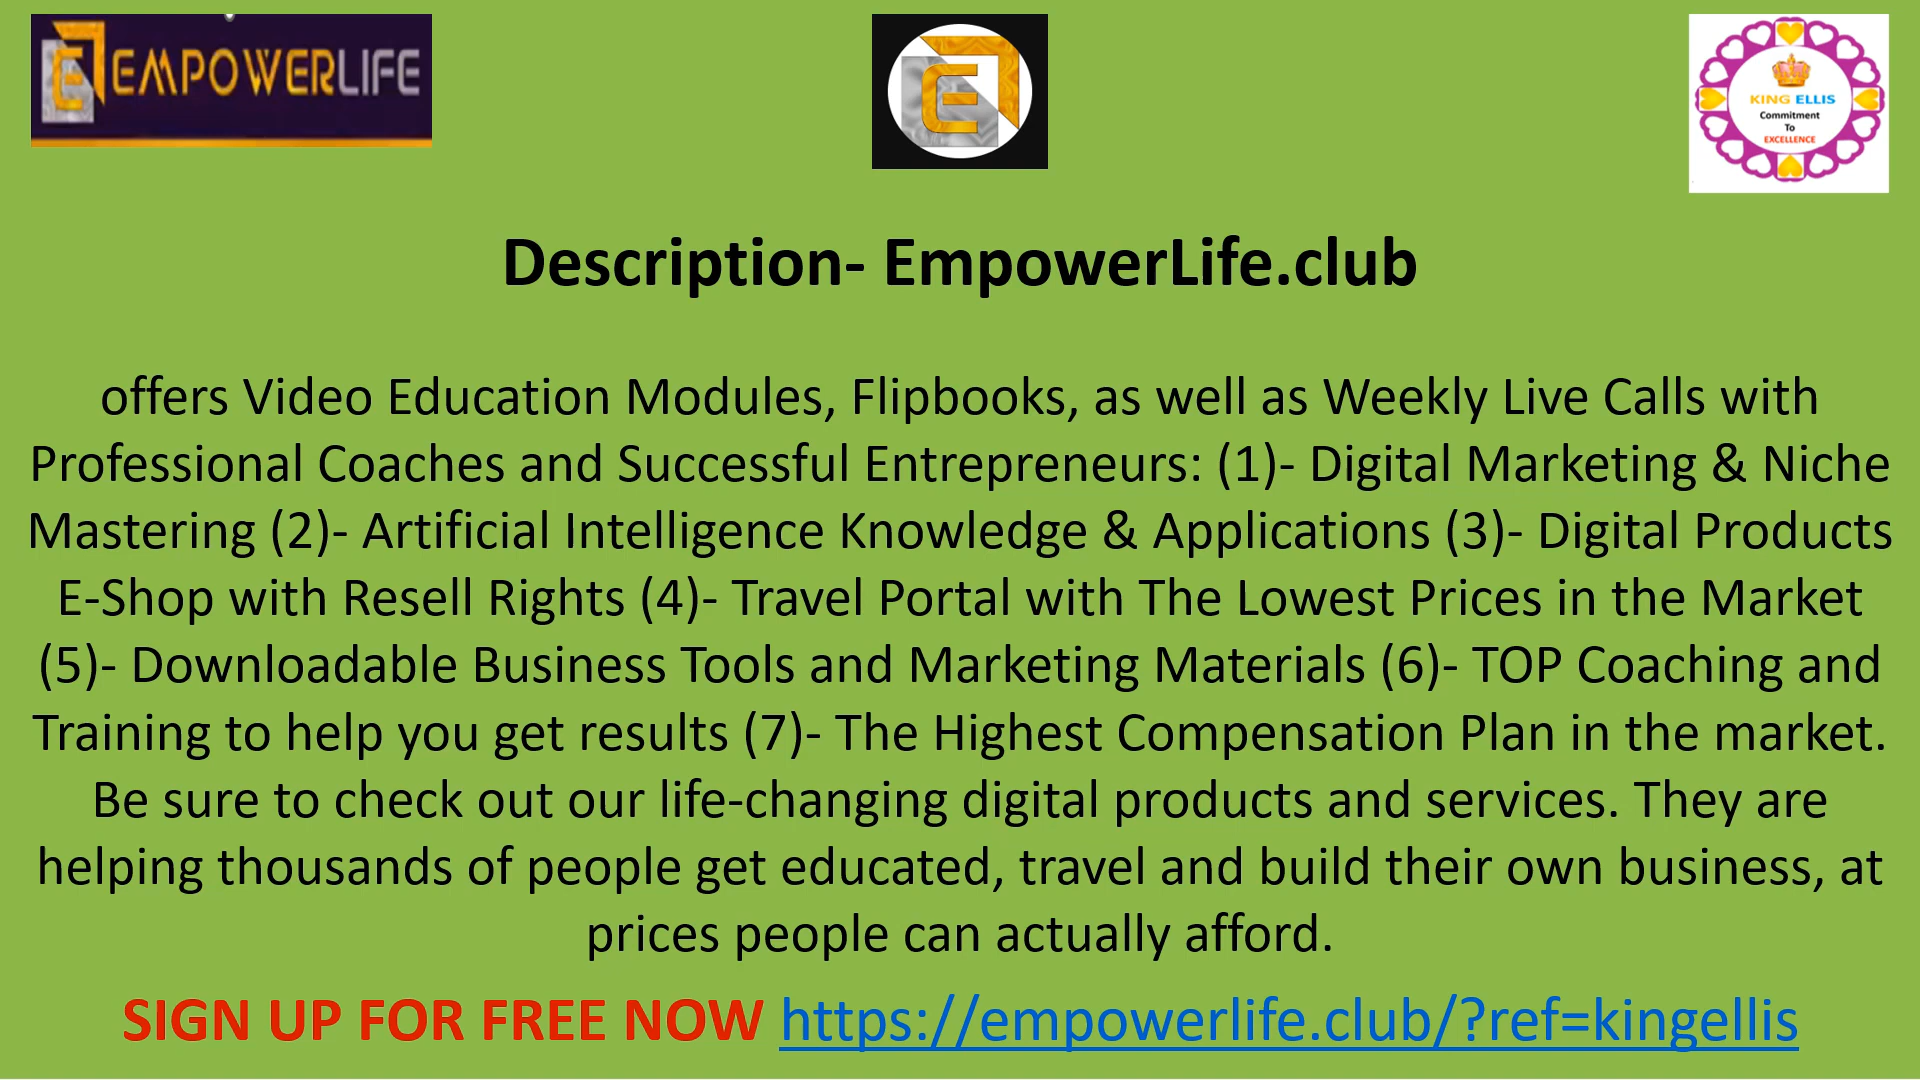 EMPOWERLIFE
E
KING ELLIS
Commitment
To
EXCELLENCE
Description- EmpowerLife.club
offers Video Education Modules, Flipbooks, as well as Weekly Live Calls with
Professional Coaches and Successful Entrepreneurs: (1)- Digital Marketing & Niche
Mastering (2)- Artificial Intelligence Knowledge & Applications (3)- Digital Products
E-Shop with Resell Rights (4)- Travel Portal with The Lowest Prices in the Market
(5)- Downloadable Business Tools and Marketing Materials (6)- TOP Coaching and
Training to help you get results (7)- The Highest Compensation Plan in the market.
Be sure to check out our life-changing digital products and services. They are
helping thousands of people get educated, travel and build their own business, at
prices people can actually afford.
SIGN UP FOR FREE NOW https://empowerlife.club/?ref=kingellis